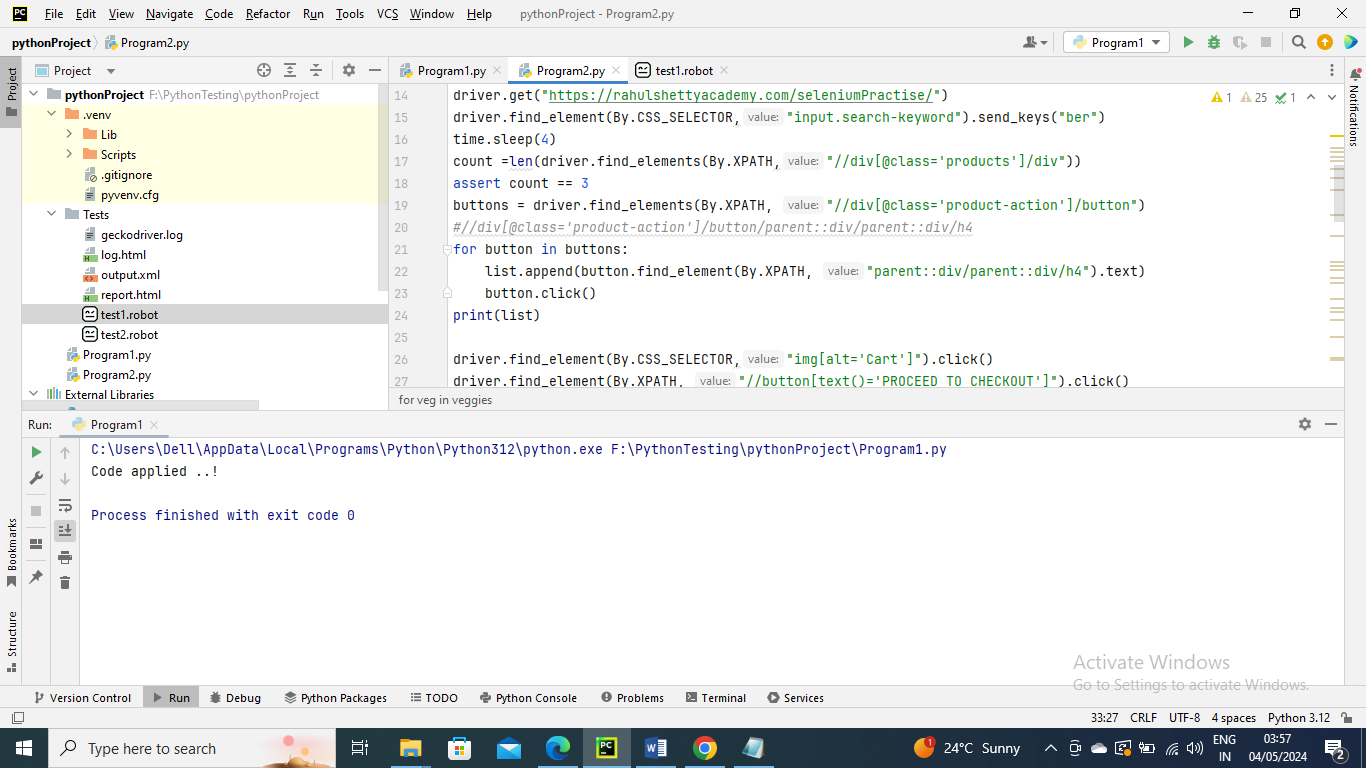 PC File Edit View Navigate Code Refactor Run Tools VCS Window Help pythonProject - Program2.py
pythonProject Program2.py Program1
Project Project Program1.py Program2.py test1.robot Notifications
pythonProject F:\PythonTesting\pythonProject
.venv
Lib
Scripts
.gitignore
pyvenv.cfg
Tests
geckodriver.log
log.html
output.xml
report.html
test1.robot
test2.robot
Program1.py
Program2.py
External Libraries
1 25 1
14 driver.get("https://rahulshettyacademy.com/seleniumPractise/")
15 driver.find_element(By.CSS_SELECTOR, value: "input.search-keyword").send_keys("ber")
16 time.sleep(4)
17 count =len(driver.find_elements(By.XPATH, value: "//div[@class='products']/div"))
18 assert count == 3
19 buttons = driver.find_elements(By.XPATH, value: "//div[@class='product-action']/button")
20 #//div[@class='product-action']/button/parent::div/parent::div/h4
21 for button in buttons:
22 list.append(button.find_element(By.XPATH, value: "parent::div/parent::div/h4").text)
23 button.click()
24 print(list)
25
26 driver.find_element(By.CSS_SELECTOR, value: "img[alt='Cart']").click()
27 driver.find_element(By.XPATH, value: "//button[text()='PROCEED TO CHECKOUT']").click()
for veg in veggies
Run: Program1
C:\Users\Dell\AppData\Local\Programs\Python\Python312\python.exe F:\PythonTesting\pythonProject\Program1.py
Code applied ..!
Process finished with exit code 0
Bookmarks
Structure
Activate Windows
Go to Settings to activate Windows.
Version Control Run Debug Python Packages TODO Python Console Problems Terminal Services
33:27 CRLF UTF-8 4 spaces Python 3.12
Type here to search PC 1 24°C Sunny ENG 03:57
IN 04/05/2024 2